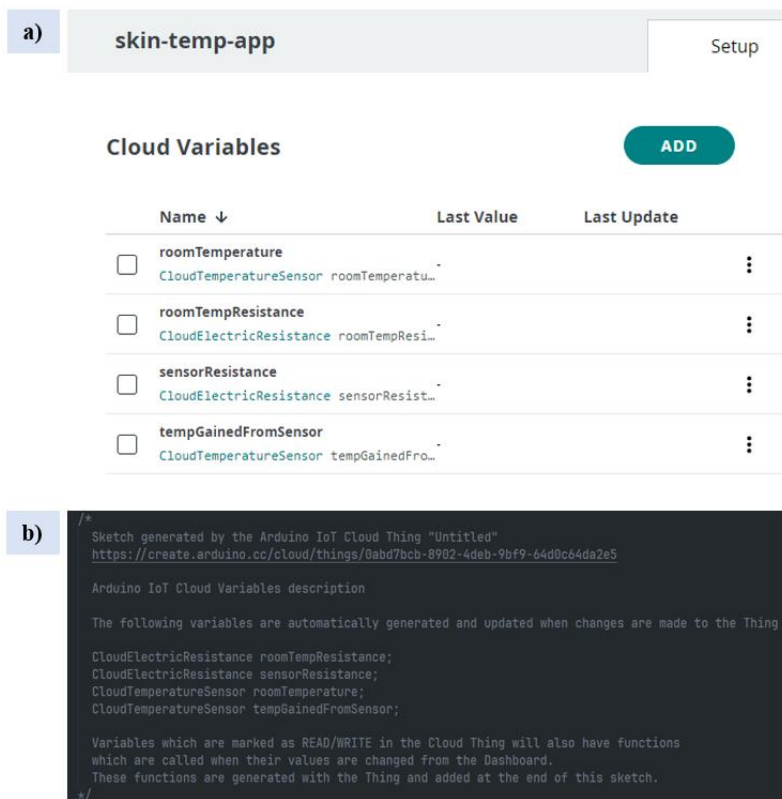 a)
skin-temp-app
Setup
Cloud Variables
ADD
Name ↓ Last Value Last Update
roomTemperature
CloudTemperatureSensor roomTemperatu… -
roomTempResistance
CloudElectricResistance roomTempResi… -
sensorResistance
CloudElectricResistance sensorResist… -
tempGainedFromSensor
CloudTemperatureSensor tempGainedFro… -
b)
/*
Sketch generated by the Arduino IoT Cloud Thing "Untitled"
https://create.arduino.cc/cloud/things/0abd7bcb-8902-4deb-9bf9-64d0c64da2e5
Arduino IoT Cloud Variables description
The following variables are automatically generated and updated when changes are made to the Thing
CloudElectricResistance roomTempResistance;
CloudElectricResistance sensorResistance;
CloudTemperatureSensor roomTemperature;
CloudTemperatureSensor tempGainedFromSensor;
Variables which are marked as READ/WRITE in the Cloud Thing will also have functions
which are called when their values are changed from the Dashboard.
These functions are generated with the Thing and added at the end of this sketch.
*/